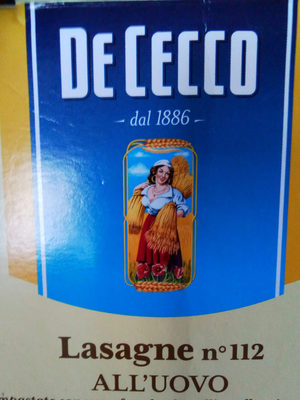 DE CECCO
- dal 1886 -
Lasagne n°112
ALL'UOVO